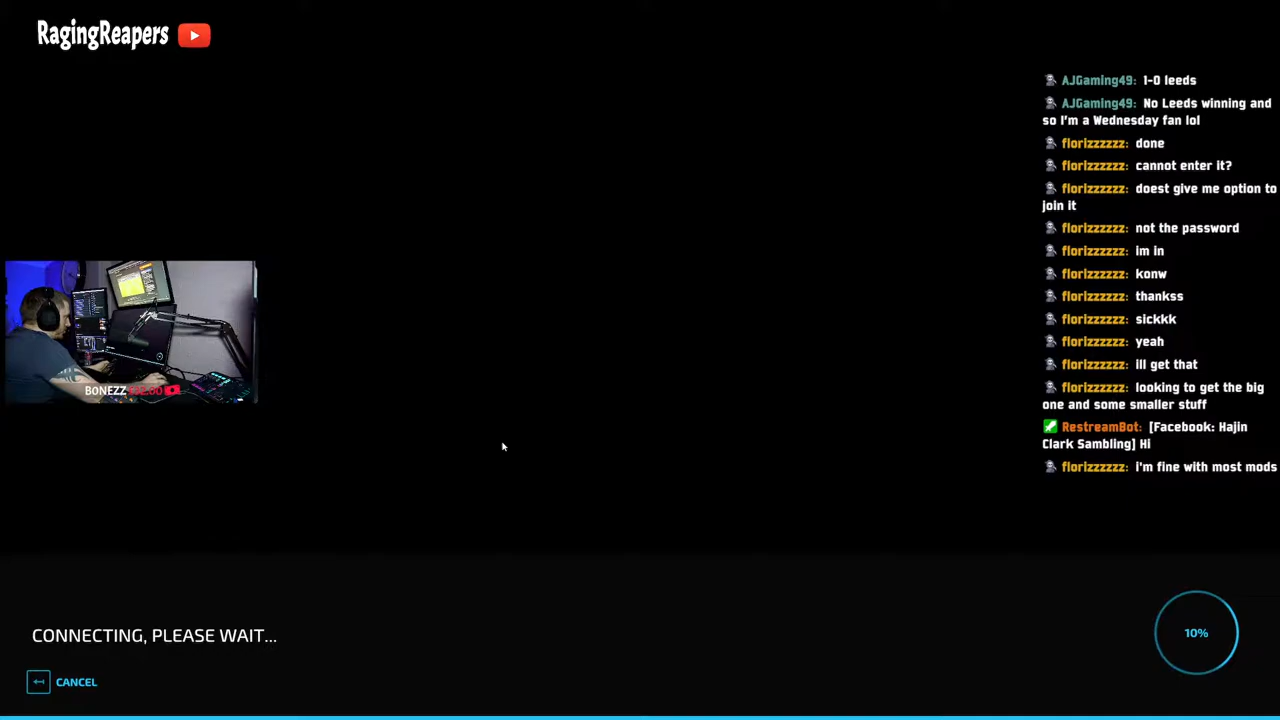 RagingReapers
AJGaming49: 1-0 leeds
AJGaming49: No Leeds winning and
so I'm a Wednesday fan lol
florizzzzzz: done
florizzzzzz: cannot enter it?
florizzzzzz: doest give me option to
join it
florizzzzzz: not the password
florizzzzzz: im in
florizzzzzz: konw
florizzzzzz: thankss
florizzzzzz: sickkk
florizzzzzz: yeah
florizzzzzz: ill get that
florizzzzzz: looking to get the big
one and some smaller stuff
RestreamBot: [Facebook: Hajin
Clark Sambling] Hi
florizzzzzz: i'm fine with most mods
BONEZZ
CONNECTING, PLEASE WAIT...
10%
CANCEL